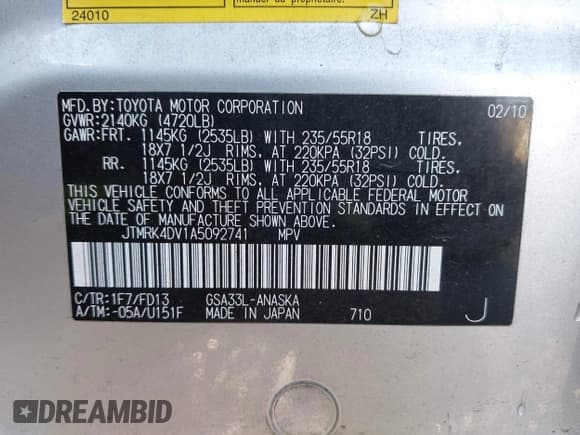 manuel du propriétaire.
24010 ZH
MFD.BY:TOYOTA MOTOR CORPORATION 02/10
GVWR:2140KG (4720LB)
GAWR:FRT. 1145KG (2535LB) WITH 235/55R18 TIRES,
18X7 1/2J RIMS, AT 220KPA (32PSI) COLD.
RR. 1145KG (2535LB) WITH 235/55R18 TIRES,
18X7 1/2J RIMS, AT 220KPA (32PSI) COLD.
THIS VEHICLE CONFORMS TO ALL APPLICABLE FEDERAL MOTOR
VEHICLE SAFETY AND THEFT PREVENTION STANDARDS IN EFFECT ON
THE DATE OF MANUFACTURE SHOWN ABOVE.
JTMRK4DV1A5092741 MPV
C/TR:1F7/FD13 GSA33L-ANASKA
A/TM:-05A/U151F MADE IN JAPAN 710 J
DREAMBID